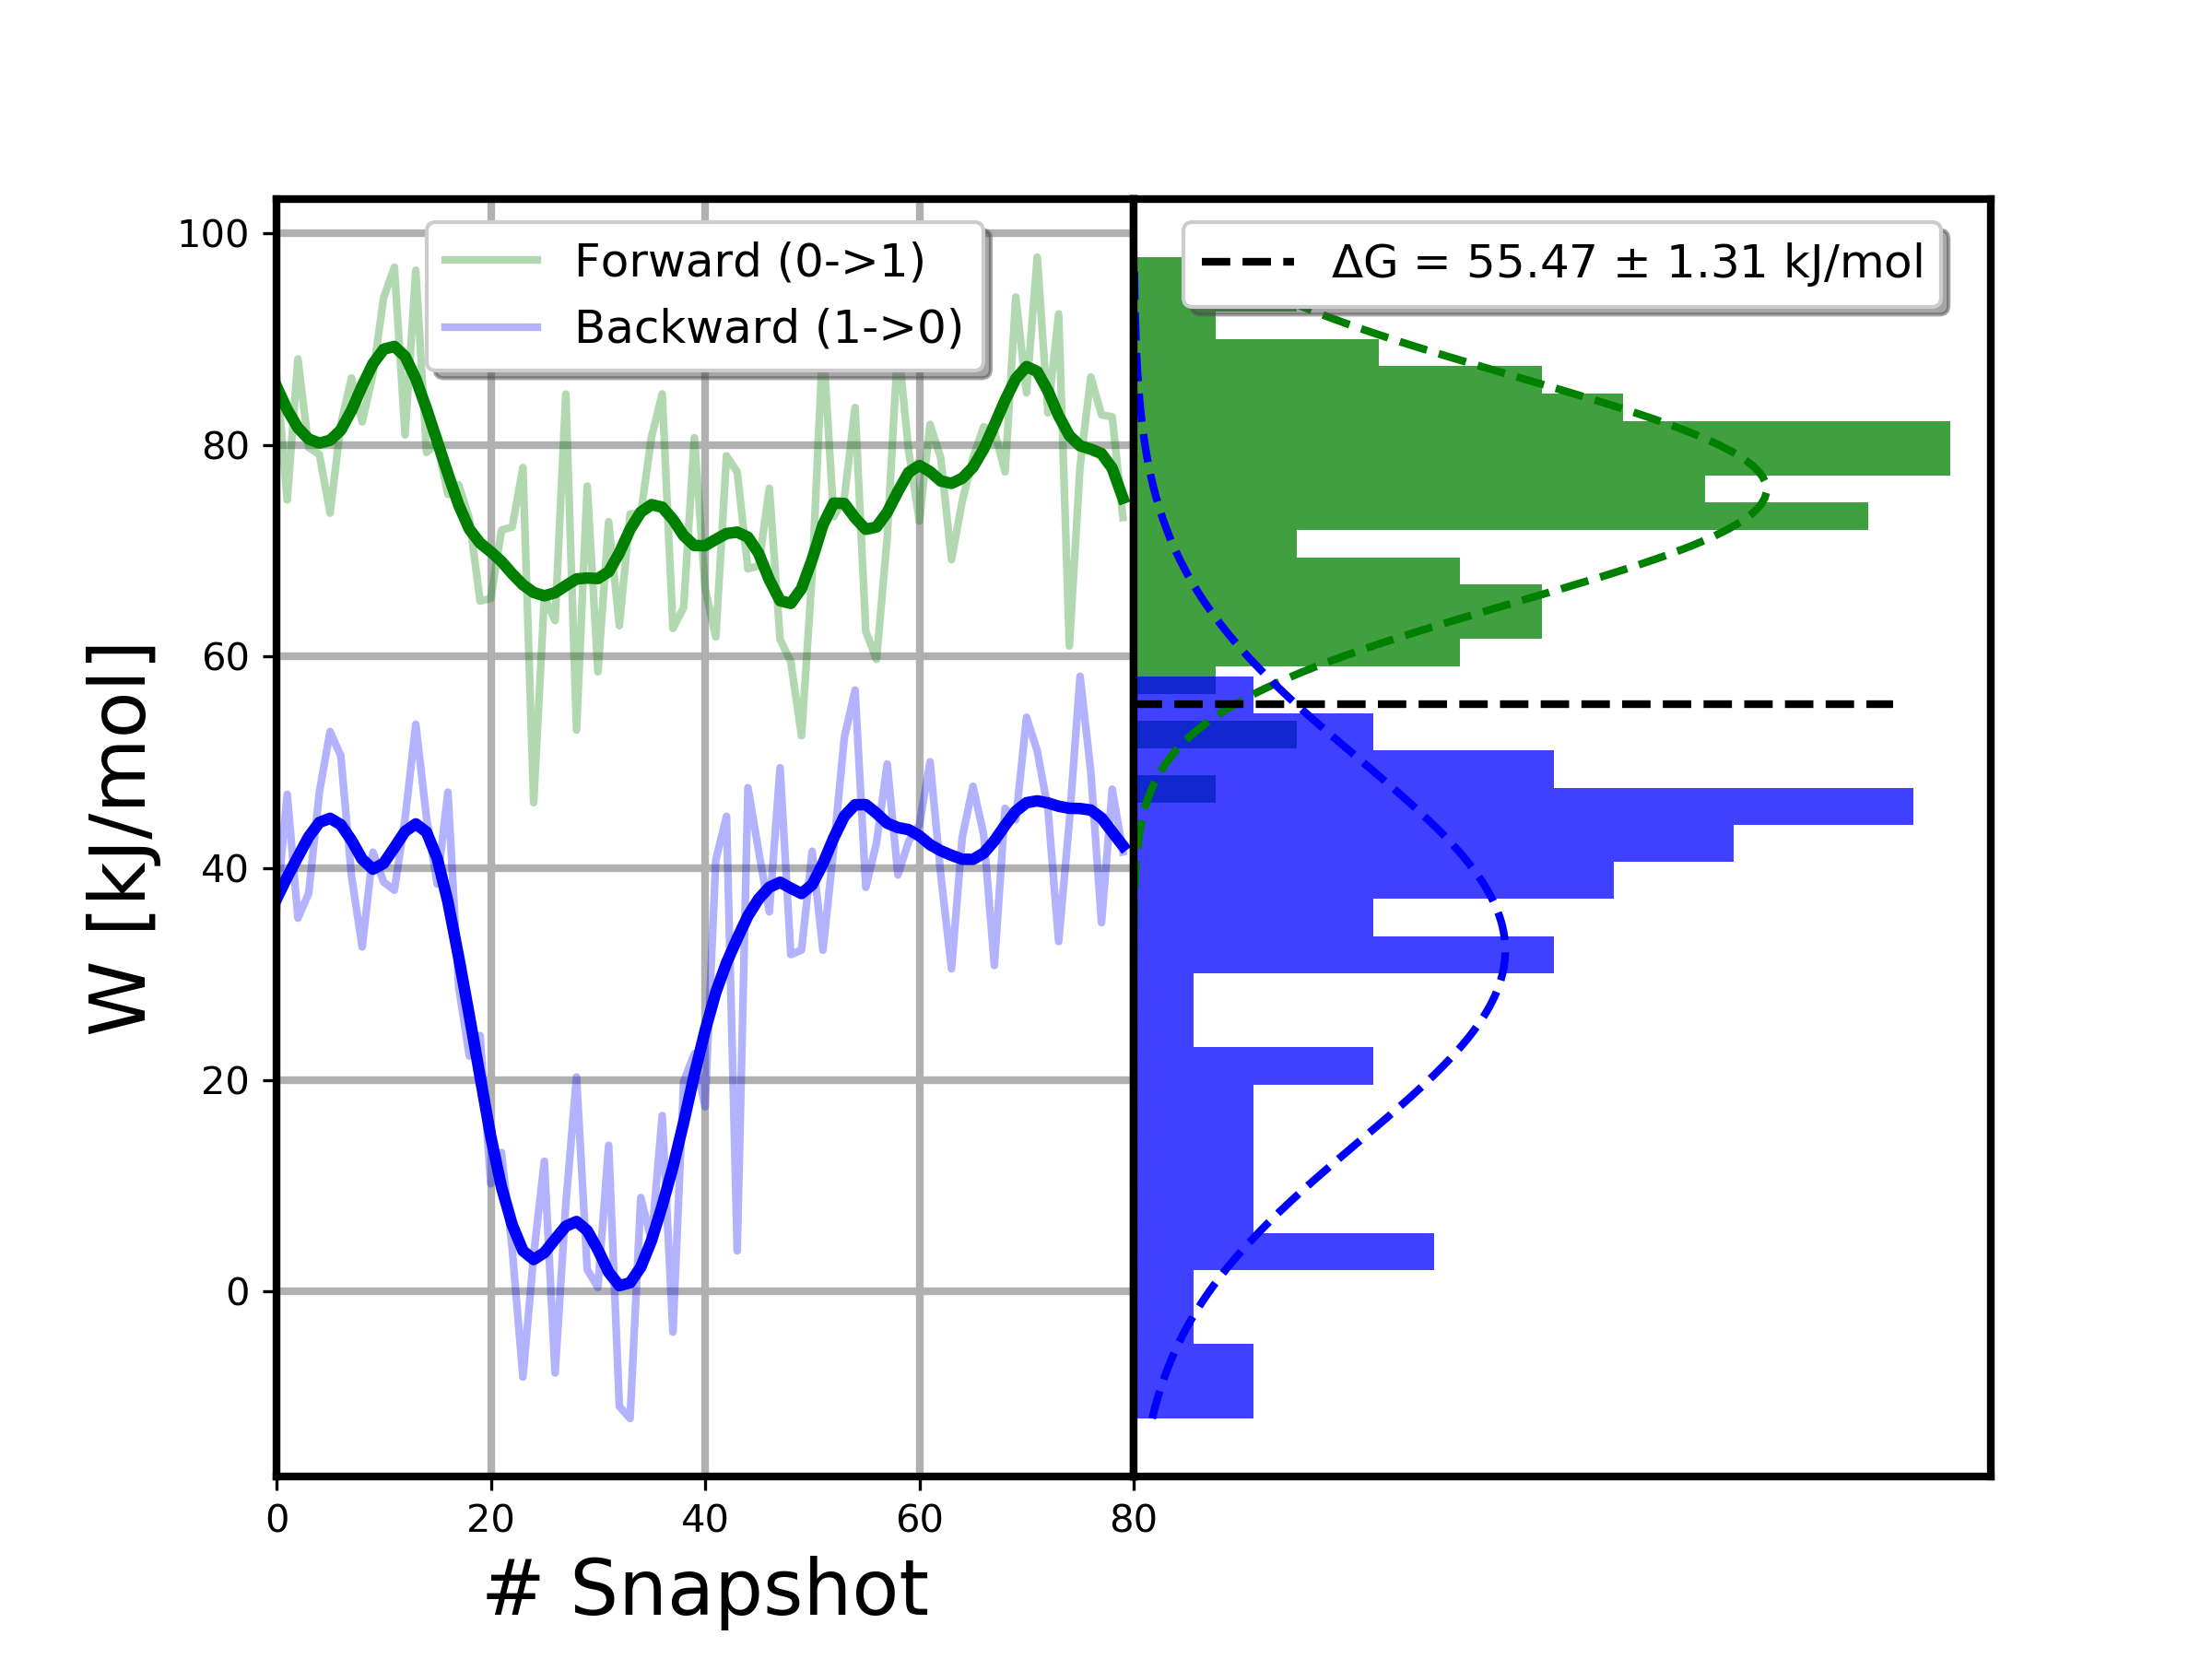 Forward (0->1)
Backward (1->0)
ΔG = 55.47 ± 1.31 kJ/mol
W [kJ/mol]
100
80
60
40
20
0
0 20 40 60 80
# Snapshot